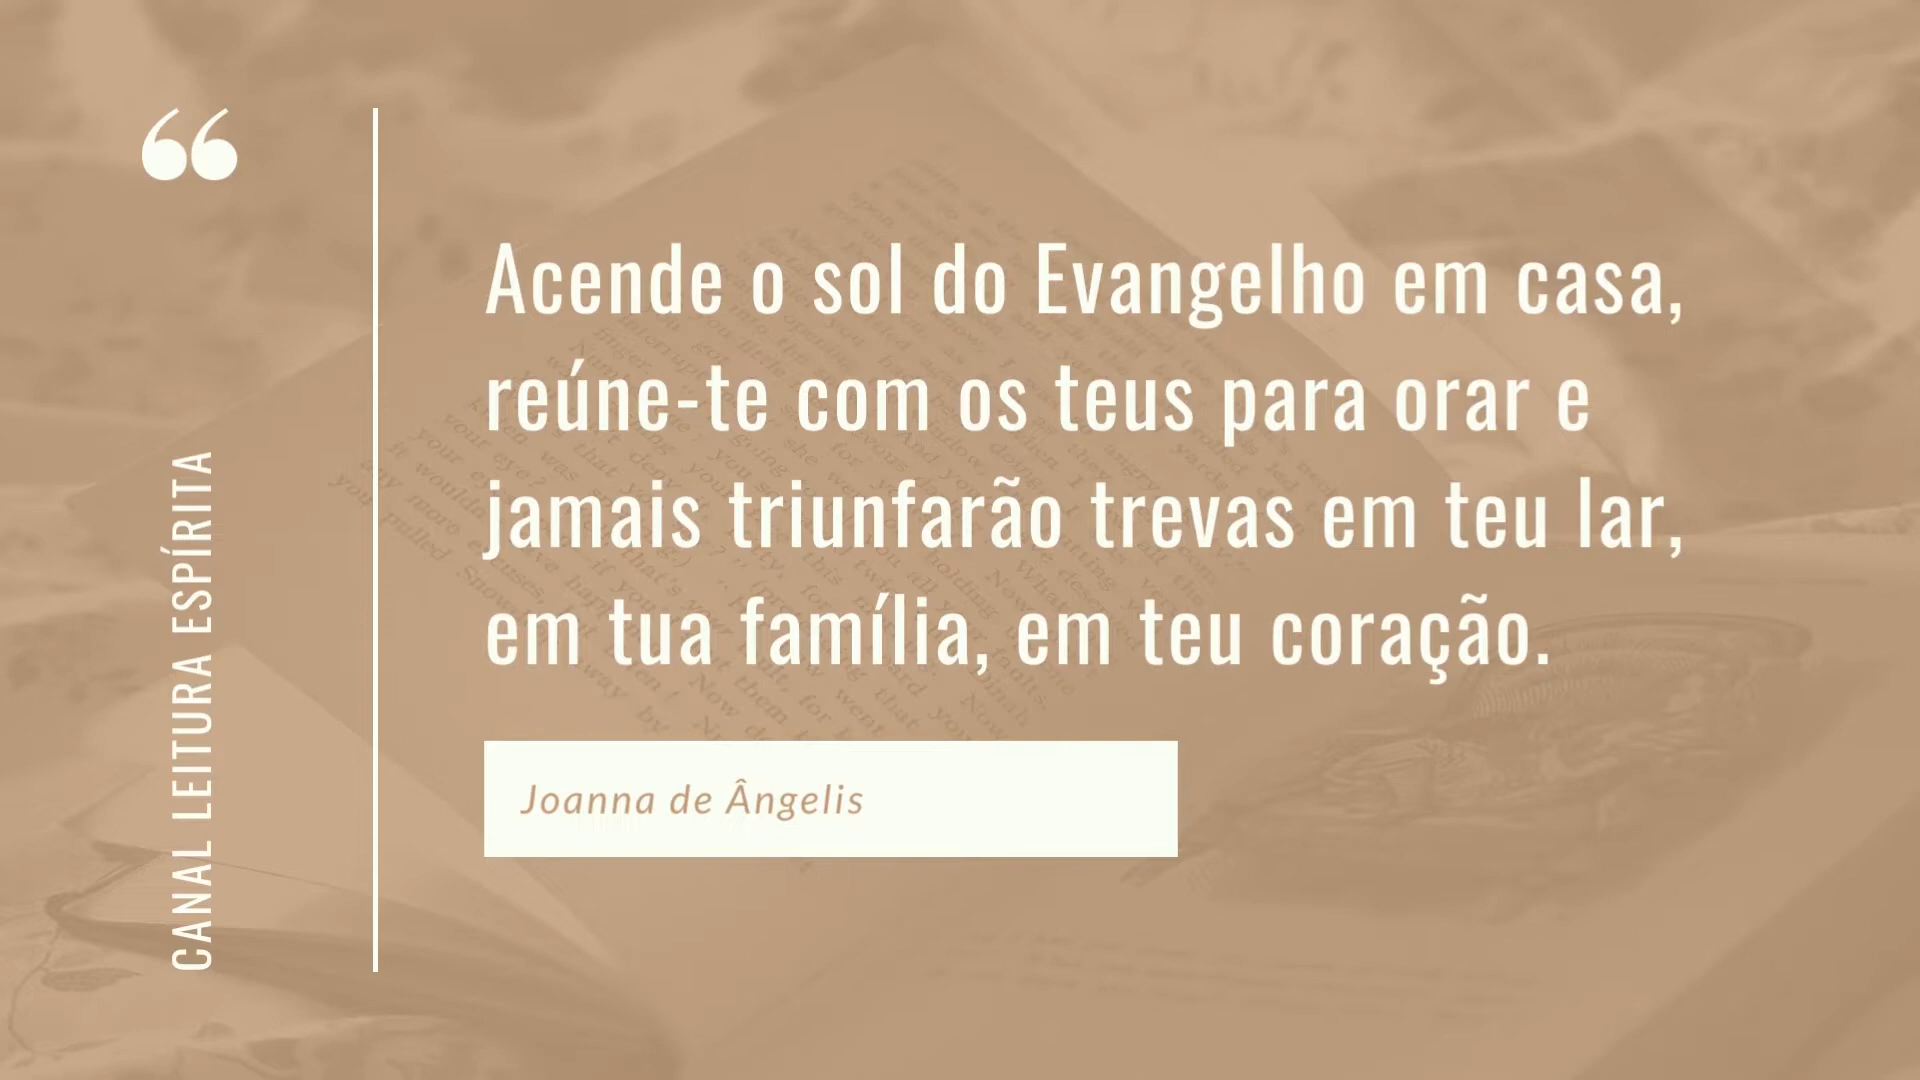 “
CANAL LEITURA ESPÍRITA
Acende o sol do Evangelho em casa,
reúne-te com os teus para orar e
jamais triunfarão trevas em teu lar,
em tua família, em teu coração.
Joanna de Ângelis